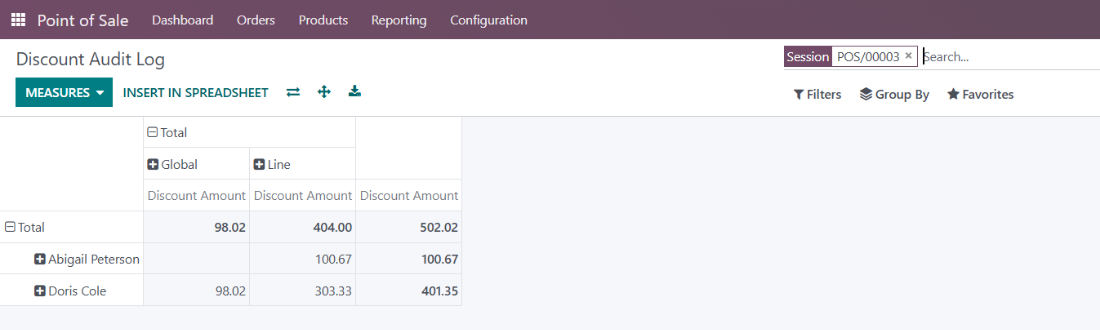 Point of Sale Dashboard Orders Products Reporting Configuration
Discount Audit Log Session POS/00003 × Search...
MEASURES INSERT IN SPREADSHEET Filters Group By Favorites
Total
Global Line
Discount Amount Discount Amount Discount Amount
Total 98.02 404.00 502.02
Abigail Peterson 100.67 100.67
Doris Cole 98.02 303.33 401.35